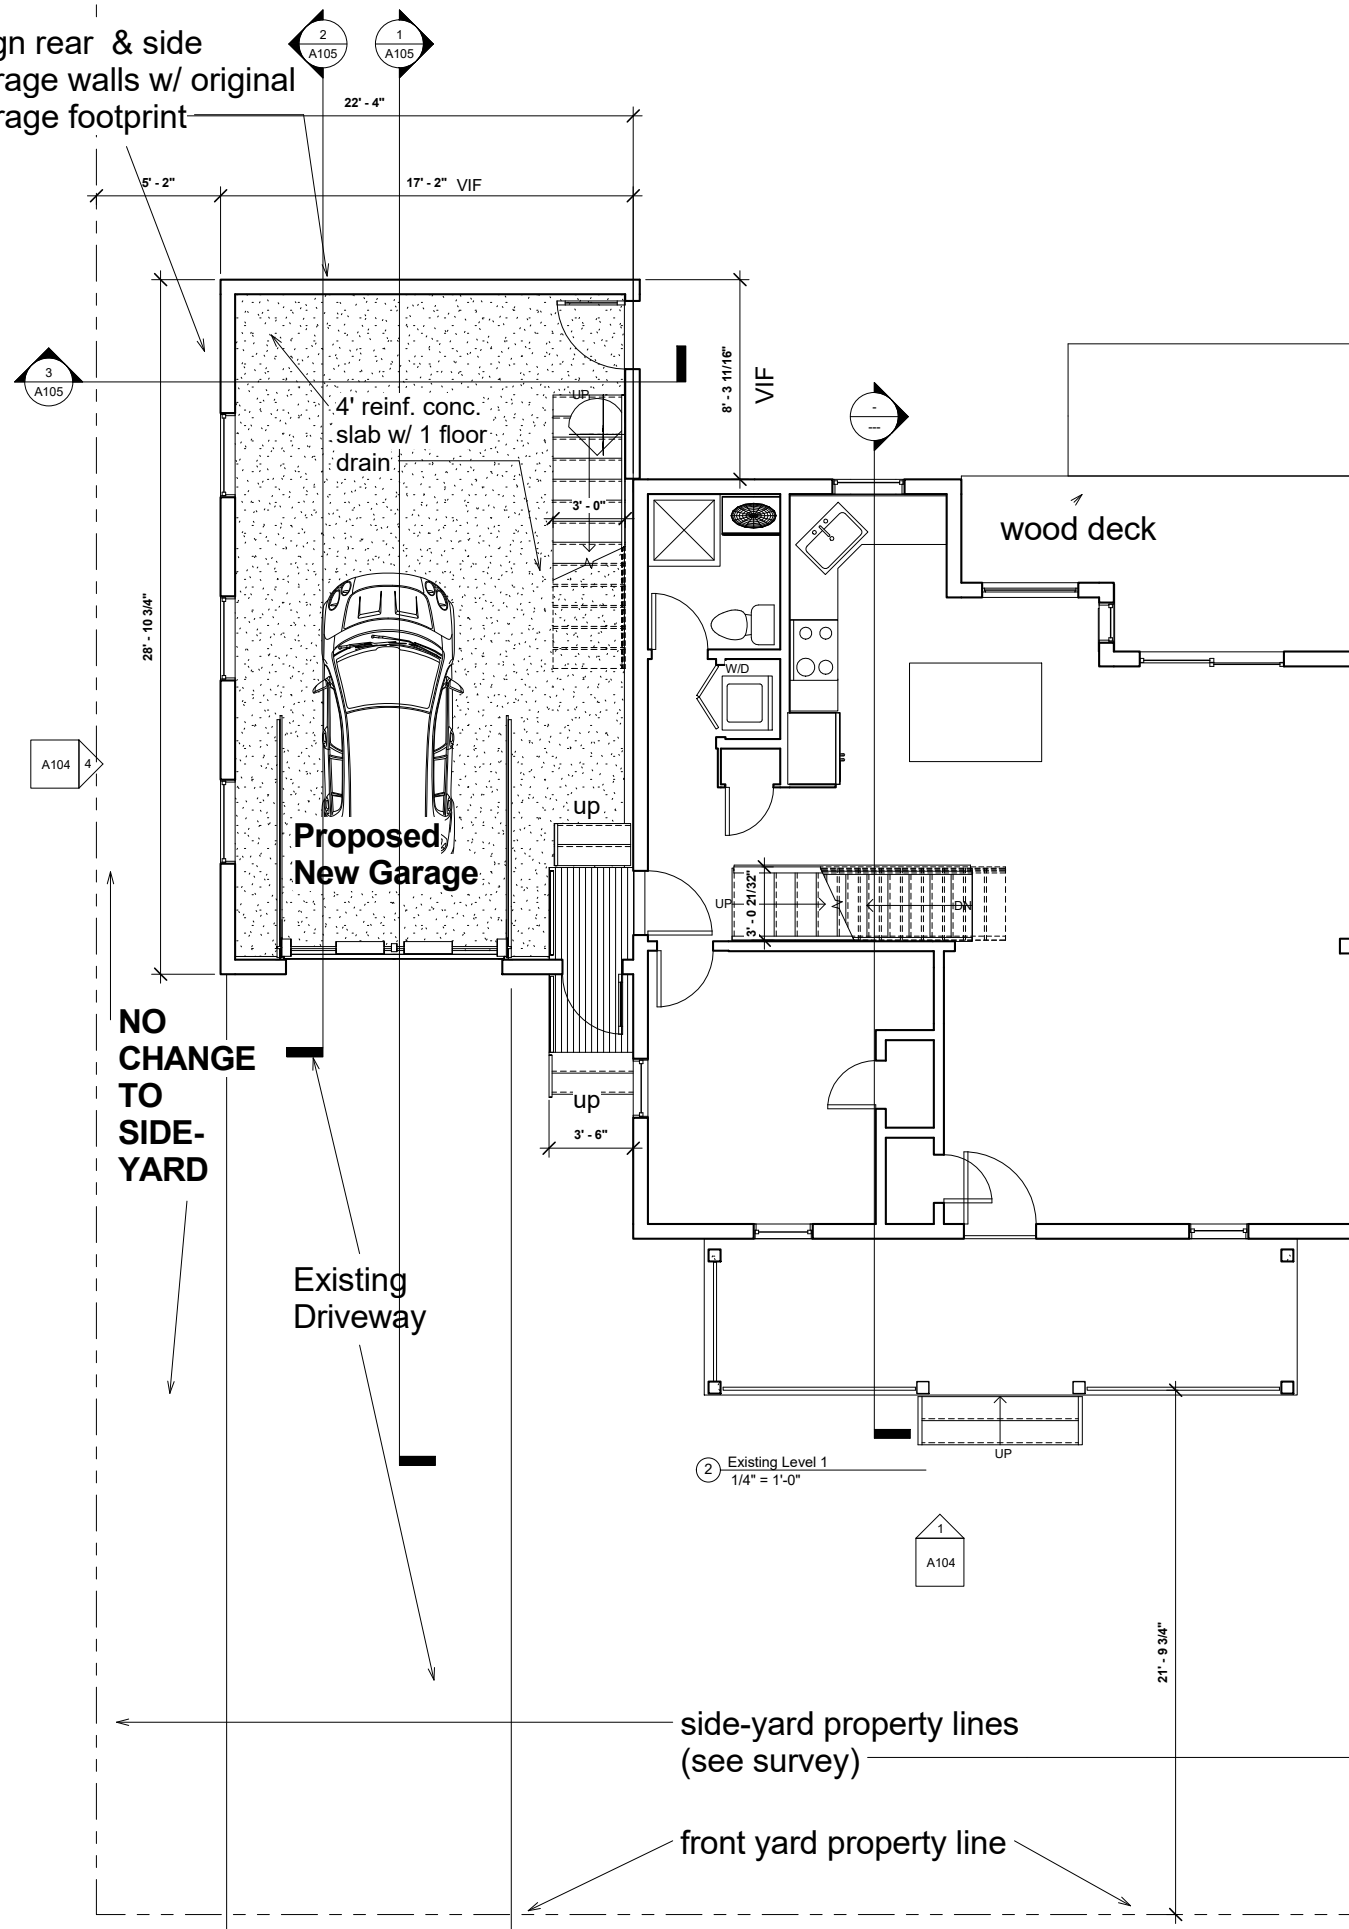 2
A105
1
A105
gn rear & side
rage walls w/ original
rage footprint
22' - 4"
5' - 2"
17' - 2" VIF
3
A105
8' - 3 11/16"
VIF
UP
4' reinf. conc.
slab w/ 1 floor
drain
3' - 0"
-
---
wood deck
28' - 10 3/4"
W/D
A104
4
up
Proposed
New Garage
UP
3' - 0 21/32"
DN
NO
CHANGE
TO
SIDE-
YARD
up
3' - 6"
Existing
Driveway
UP
2
Existing Level 1
1/4" = 1'-0"
1
A104
21' - 9 3/4"
side-yard property lines
(see survey)
front yard property line